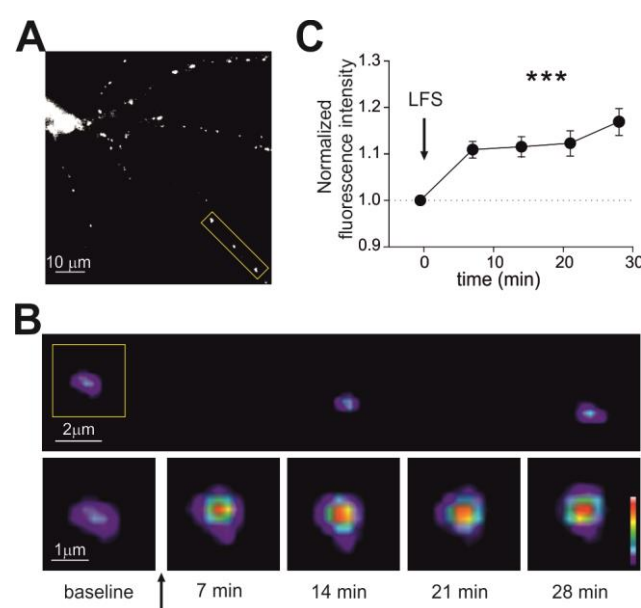 A
10 μm
C
Normalized
fluorescence intensity
1.3
1.2
1.1
1.0
0.9
LFS
***
0
10
20
30
time (min)
B
2μm
1μm
baseline
7 min
14 min
21 min
28 min